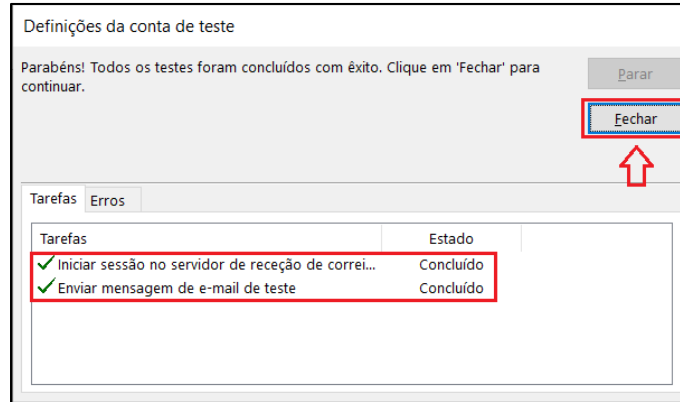 Definições da conta de teste
Parabéns! Todos os testes foram concluídos com êxito. Clique em 'Fechar' para
continuar.
Parar
Fechar
Tarefas Erros
Tarefas Estado
Iniciar sessão no servidor de receção de correi... Concluído
Enviar mensagem de e-mail de teste Concluído